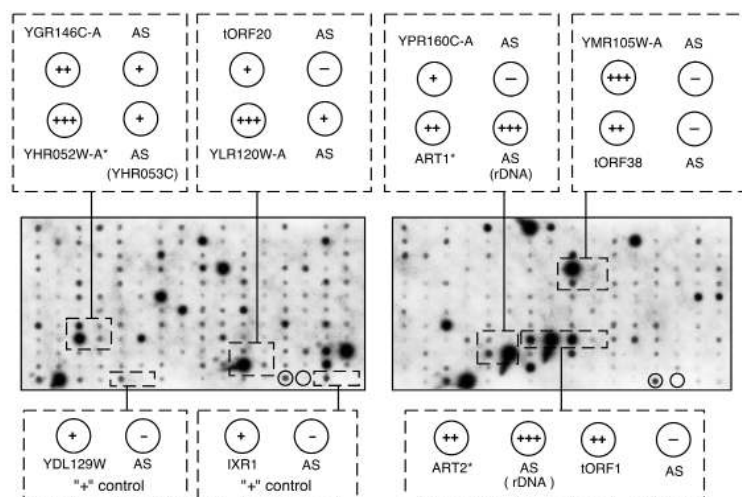 YGR146C-A AS
++ +
+++ +
YHR052W-A* AS
(YHR053C)
tORF20 AS
+ −
+++ +
YLR120W-A AS
YPR160C-A AS
+ −
++ +++
ART1* AS
(rDNA)
YMR105W-A AS
+++ −
++ −
tORF38 AS
+ −
YDL129W AS
"+" control
+ −
IXR1 AS
"+" control
++ +++ ++ −
ART2* AS tORF1 AS
( rDNA )